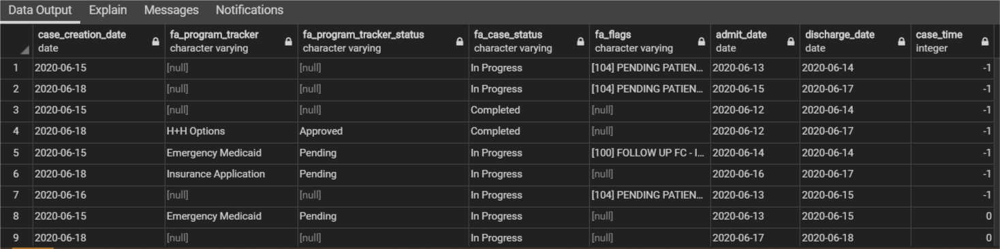 Data Output Explain Messages Notifications
case_creation_date fa_program_tracker fa_program_tracker_status fa_case_status fa_flags admit_date discharge_date case_time
date character varying character varying character varying character varying date date integer
1 2020-06-15 [null] [null] In Progress [104] PENDING PATIEN... 2020-06-13 2020-06-14 -1
2 2020-06-18 [null] [null] In Progress [104] PENDING PATIEN... 2020-06-15 2020-06-17 -1
3 2020-06-15 [null] [null] Completed [null] 2020-06-12 2020-06-14 -1
4 2020-06-18 H+H Options Approved Completed [null] 2020-06-12 2020-06-17 -1
5 2020-06-15 Emergency Medicaid Pending In Progress [100] FOLLOW UP FC - I... 2020-06-14 2020-06-14 -1
6 2020-06-18 Insurance Application Pending In Progress [null] 2020-06-16 2020-06-17 -1
7 2020-06-16 [null] [null] In Progress [104] PENDING PATIEN... 2020-06-13 2020-06-15 -1
8 2020-06-15 Emergency Medicaid Pending In Progress [null] 2020-06-13 2020-06-15 0
9 2020-06-18 [null] [null] In Progress [null] 2020-06-17 2020-06-18 0